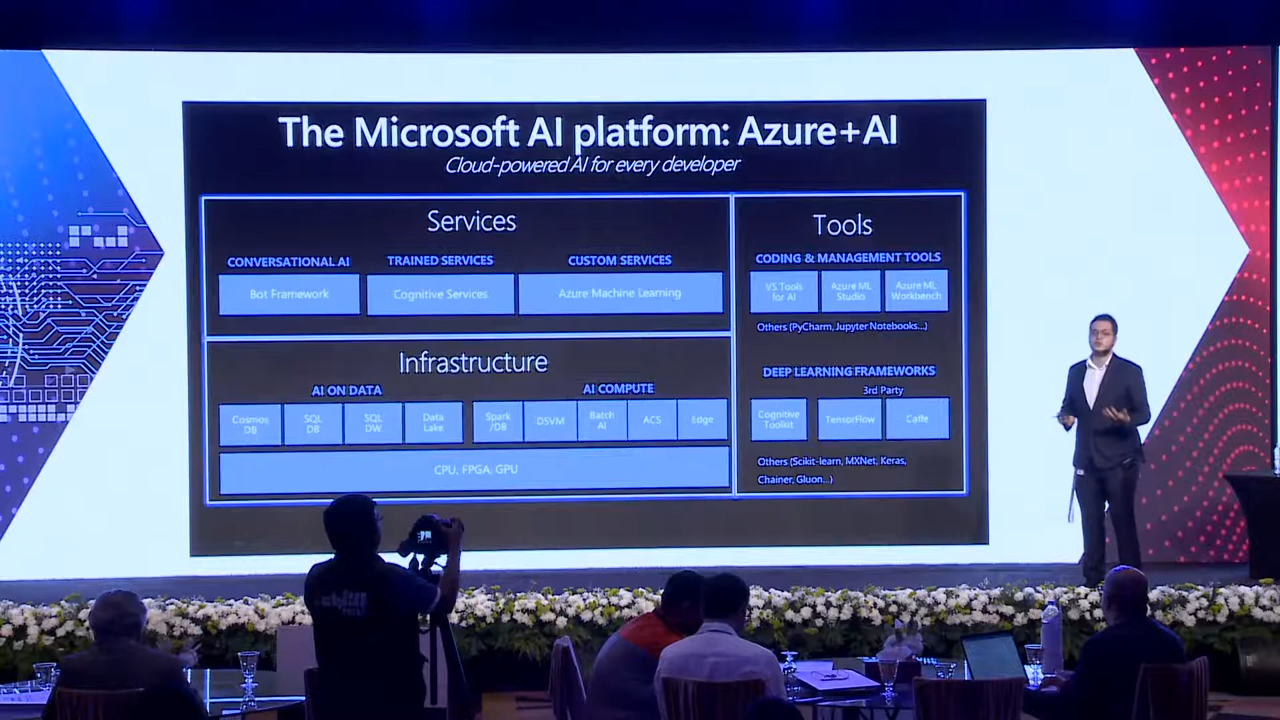 The Microsoft AI platform: Azure+AI
Cloud-powered AI for every developer
Services
CONVERSATIONAL AI
TRAINED SERVICES
CUSTOM SERVICES
Bot Framework
Cognitive Services
Azure Machine Learning
Infrastructure
AI ON DATA
AI COMPUTE
Cosmos
DB
SQL
DB
SQL
DW
Data
Lake
Spark
/DB
DSVM
Batch
AI
ACS
Edge
CPU, FPGA, GPU
Tools
CODING & MANAGEMENT TOOLS
VS Tools
for AI
Azure ML
Studio
Azure ML
Workbench
Others (PyCharm, Jupyter Notebooks...)
DEEP LEARNING FRAMEWORKS
3rd Party
Cognitive
Toolkit
TensorFlow
Caffe
Others (Scikit-learn, MXNet, Keras,
Chainer, Gluon...)